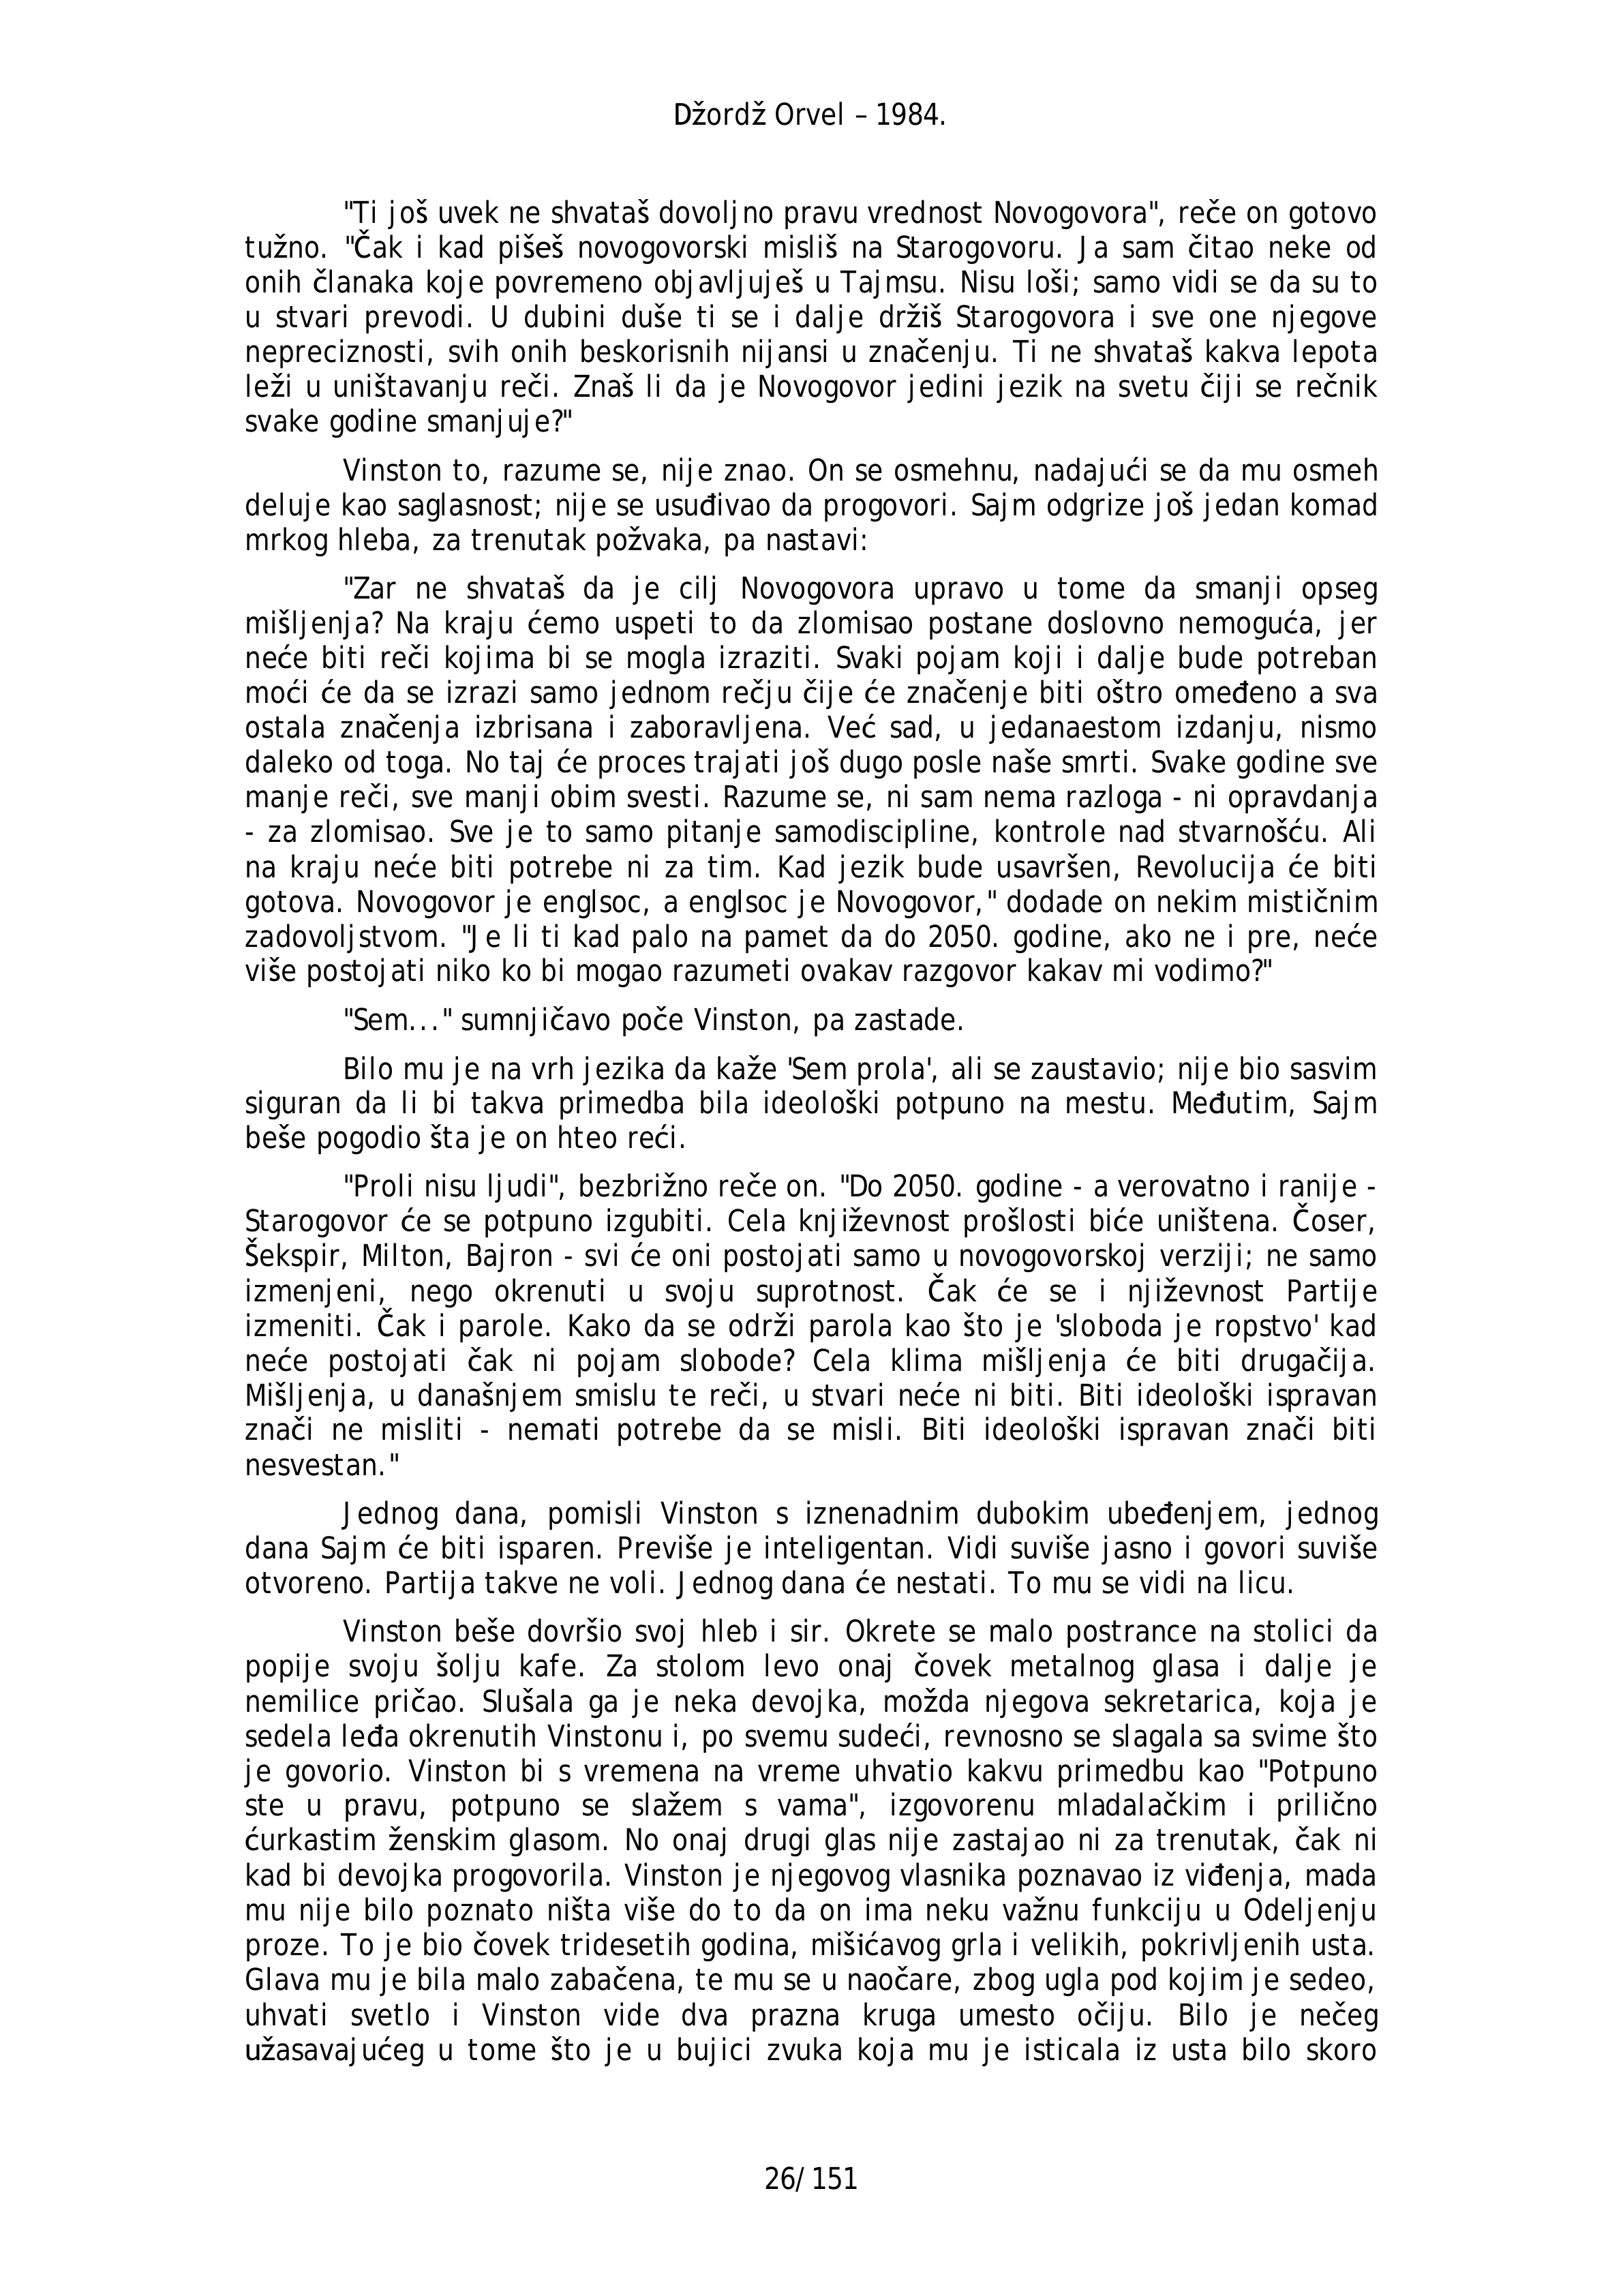 Džordž Orvel – 1984.
"Ti još uvek ne shvataš dovoljno pravu vrednost Novogovora", reče on gotovo
tužno. "Čak i kad pišeš novogovorski misliš na Starogovoru. Ja sam čitao neke od
onih članaka koje povremeno objavljuješ u Tajmsu. Nisu loši; samo vidi se da su to
u stvari prevodi. U dubini duše ti se i dalje držiš Starogovora i sve one njegove
nepreciznosti, svih onih beskorisnih nijansi u značenju. Ti ne shvataš kakva lepota
leži u uništavanju reči. Znaš li da je Novogovor jedini jezik na svetu čiji se rečnik
svake godine smanjuje?"
Vinston to, razume se, nije znao. On se osmehnu, nadajući se da mu osmeh
deluje kao saglasnost; nije se usuđivao da progovori. Sajm odgrize još jedan komad
mrkog hleba, za trenutak požvaka, pa nastavi:
"Zar ne shvataš da je cilj Novogovora upravo u tome da smanji opseg
mišljenja? Na kraju ćemo uspeti to da zlomisao postane doslovno nemoguća, jer
neće biti reči kojima bi se mogla izraziti. Svaki pojam koji i dalje bude potreban
moći će da se izrazi samo jednom rečju čije će značenje biti oštro omeđeno a sva
ostala značenja izbrisana i zaboravljena. Već sad, u jedanaestom izdanju, nismo
daleko od toga. No taj će proces trajati još dugo posle naše smrti. Svake godine sve
manje reči, sve manji obim svesti. Razume se, ni sam nema razloga - ni opravdanja
- za zlomisao. Sve je to samo pitanje samodiscipline, kontrole nad stvarnošću. Ali
na kraju neće biti potrebe ni za tim. Kad jezik bude usavršen, Revolucija će biti
gotova. Novogovor je englsoc, a englsoc je Novogovor," dodade on nekim mističnim
zadovoljstvom. "Je li ti kad palo na pamet da do 2050. godine, ako ne i pre, neće
više postojati niko ko bi mogao razumeti ovakav razgovor kakav mi vodimo?"
"Sem..." sumnjičavo poče Vinston, pa zastade.
Bilo mu je na vrh jezika da kaže 'Sem prola', ali se zaustavio; nije bio sasvim
siguran da li bi takva primedba bila ideološki potpuno na mestu. Međutim, Sajm
beše pogodio šta je on hteo reći.
"Proli nisu ljudi", bezbrižno reče on. "Do 2050. godine - a verovatno i ranije -
Starogovor će se potpuno izgubiti. Cela književnost prošlosti biće uništena. Čoser,
Šekspir, Milton, Bajron - svi će oni postojati samo u novogovorskoj verziji; ne samo
izmenjeni, nego okrenuti u svoju suprotnost. Čak će se i njiževnost Partije
izmeniti. Čak i parole. Kako da se održi parola kao što je 'sloboda je ropstvo' kad
neće postojati čak ni pojam slobode? Cela klima mišljenja će biti drugačija.
Mišljenja, u današnjem smislu te reči, u stvari neće ni biti. Biti ideološki ispravan
znači ne misliti - nemati potrebe da se misli. Biti ideološki ispravan znači biti
nesvestan."
Jednog dana, pomisli Vinston s iznenadnim dubokim ubeđenjem, jednog
dana Sajm će biti isparen. Previše je inteligentan. Vidi suviše jasno i govori suviše
otvoreno. Partija takve ne voli. Jednog dana će nestati. To mu se vidi na licu.
Vinston beše dovršio svoj hleb i sir. Okrete se malo postrance na stolici da
popije svoju šolju kafe. Za stolom levo onaj čovek metalnog glasa i dalje je
nemilice pričao. Slušala ga je neka devojka, možda njegova sekretarica, koja je
sedela leđa okrenutih Vinstonu i, po svemu sudeći, revnosno se slagala sa svime što
je govorio. Vinston bi s vremena na vreme uhvatio kakvu primedbu kao "Potpuno
ste u pravu, potpuno se slažem s vama", izgovorenu mladalačkim i prilično
ćurkastim ženskim glasom. No onaj drugi glas nije zastajao ni za trenutak, čak ni
kad bi devojka progovorila. Vinston je njegovog vlasnika poznavao iz viđenja, mada
mu nije bilo poznato ništa više do to da on ima neku važnu funkciju u Odeljenju
proze. To je bio čovek tridesetih godina, mišićavog grla i velikih, pokrivljenih usta.
Glava mu je bila malo zabačena, te mu se u naočare, zbog ugla pod kojim je sedeo,
uhvati svetlo i Vinston vide dva prazna kruga umesto očiju. Bilo je nečeg
užasavajućeg u tome što je u bujici zvuka koja mu je isticala iz usta bilo skoro
26/ 151